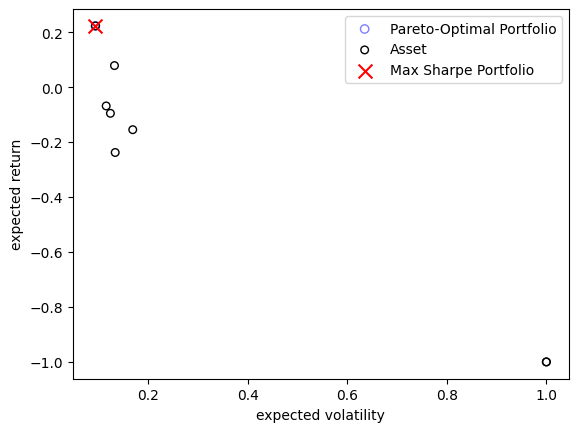 0.2
0.0
−0.2
−0.4
−0.6
−0.8
−1.0
expected return
Pareto-Optimal Portfolio
Asset
Max Sharpe Portfolio
0.2 0.4 0.6 0.8 1.0
expected volatility